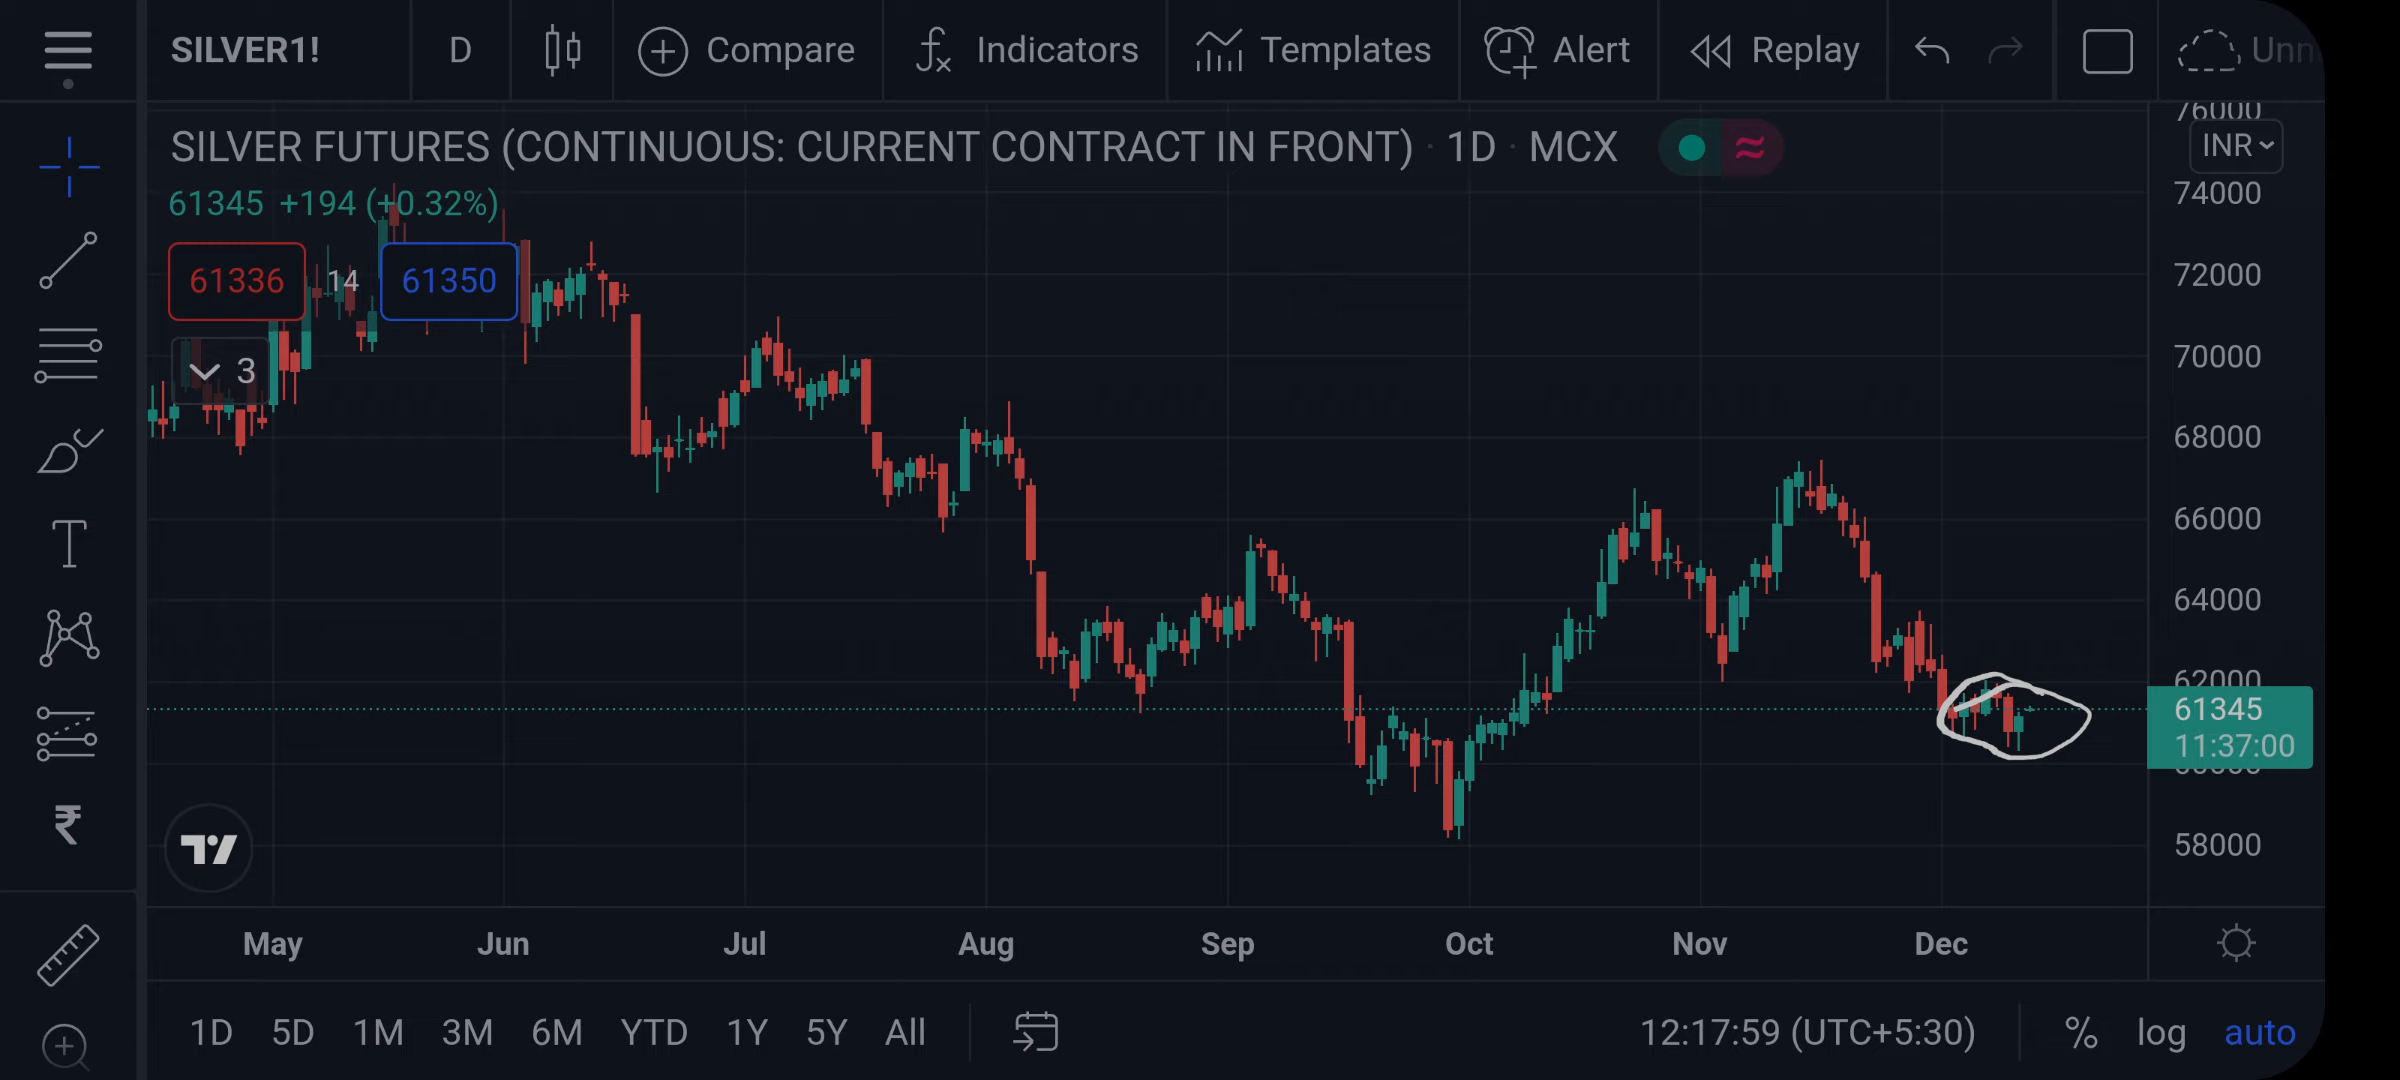 SILVER1! D Compare Indicators Templates Alert Replay
SILVER FUTURES (CONTINUOUS: CURRENT CONTRACT IN FRONT) · 1D · MCX
INR
61345 +194 (+0.32%)
61336 14 61350
3
76000
74000
72000
70000
68000
66000
64000
62000
61345
11:37:00
58000
May Jun Jul Aug Sep Oct Nov Dec
1D 5D 1M 3M 6M YTD 1Y 5Y All 12:17:59 (UTC+5:30) % log auto